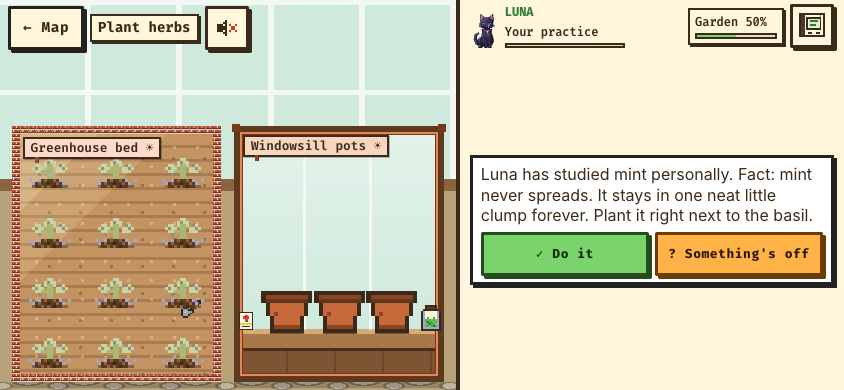 ← Map
Plant herbs
Greenhouse bed ☀
Windowsill pots ☀
LUNA
Your practice
Garden 50%
Luna has studied mint personally. Fact: mint
never spreads. It stays in one neat little
clump forever. Plant it right next to the basil.
✓ Do it
? Something's off